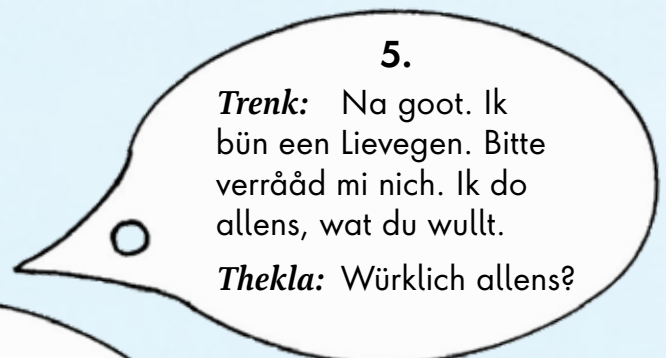 5.
Trenk: Na goot. Ik
bün een Lievegen. Bitte
verrååd mi nich. Ik do
allens, wat du wullt.
Thekla: Würklich allens?